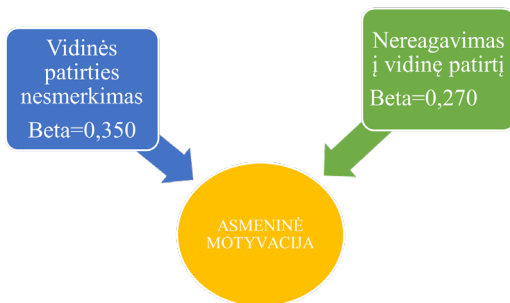 Vidinės
patirties
nesmerkimas
Beta=0,350
Nereagavimas
į vidinę patirtį
Beta=0,270
ASMENINĖ
MOTYVACIJA